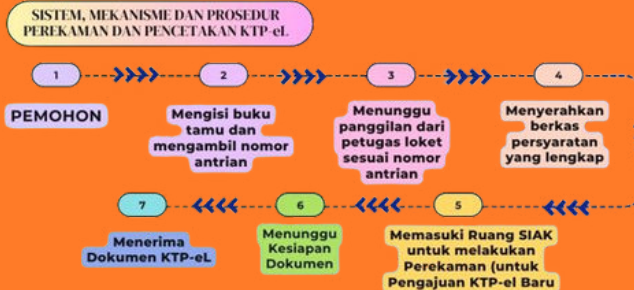 SISTEM, MEKANISME DAN PROSEDUR
PEREKAMAN DAN PENCETAKAN KTP-eL
1
2
3
4
PEMOHON
Mengisi buku
tamu dan
mengambil nomor
antrian
Menunggu
panggilan dari
petugas loket
sesuai nomor
antrian
Menyerahkan
berkas
persyaratan
yang lengkap
5
Memasuki Ruang SIAK
untuk melakukan
Perekaman (untuk
Pengajuan KTP-el Baru
6
Menunggu
Kesiapan
Dokumen
7
Menerima
Dokumen KTP-eL